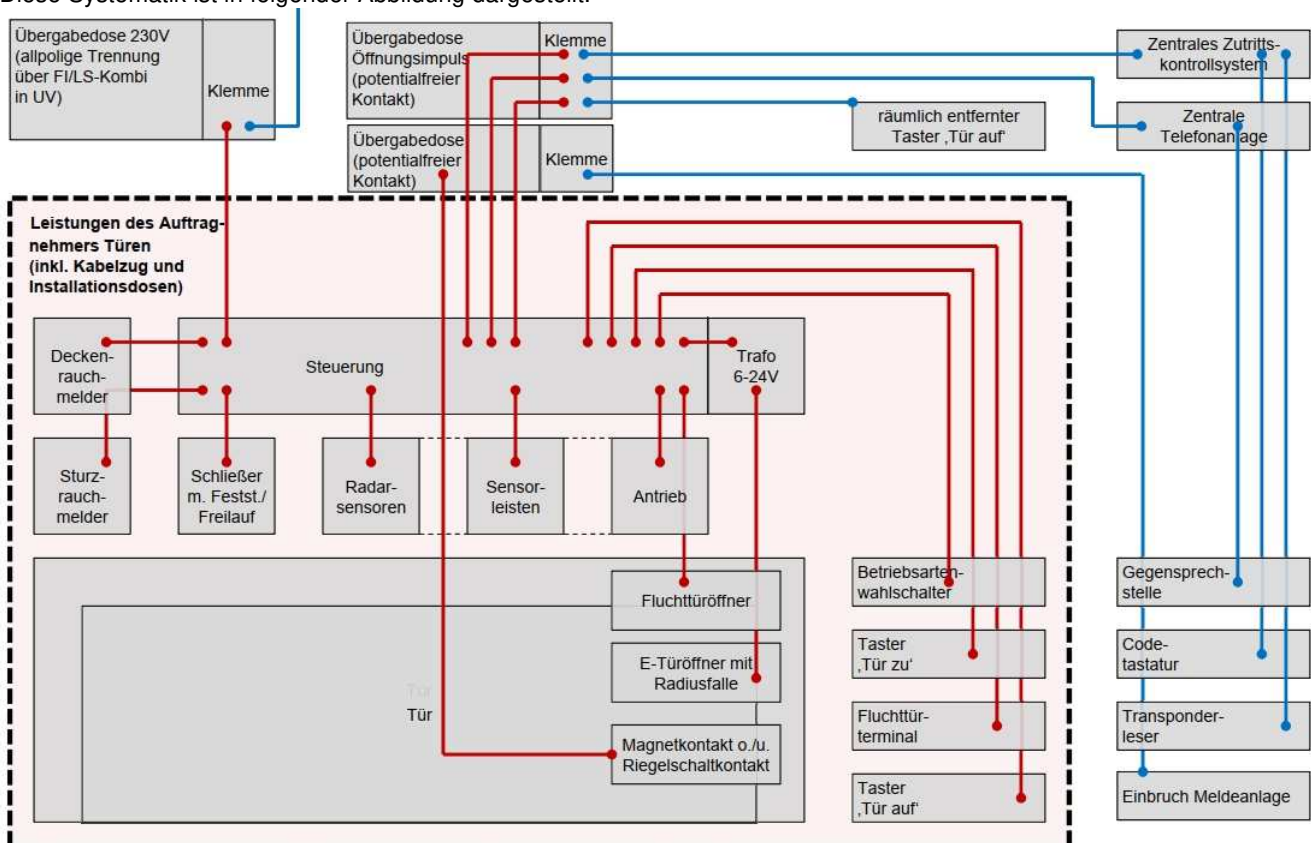 Diese Systematik ist in folgender Abbildung dargestellt:
Übergabedose 230V
(allpolige Trennung
über FI/LS-Kombi
in UV)
Klemme
Übergabedose
Öffnungsimpuls
(potentialfreier
Kontakt)
Klemme
Übergabedose
(potentialfreier
Kontakt)
Klemme
räumlich entfernter
Taster ‚Tür auf‘
Zentrales Zutritts-
kontrollsystem
Zentrale
Telefonanlage
Leistungen des Auftrag-
nehmers Türen
(inkl. Kabelzug und
Installationsdosen)
Decken-
rauch-
melder
Steuerung
Trafo
6-24V
Sturz-
rauch-
melder
Schließer
m. Festst./
Freilauf
Radar-
sensoren
Sensor-
leisten
Antrieb
Fluchttüröffner
E-Türöffner mit
Radiusfalle
Tür
Tür
Magnetkontakt o./u.
Riegelschaltkontakt
Betriebsarten-
wahlschalter
Taster
‚Tür zu‘
Fluchttür-
terminal
Taster
‚Tür auf‘
Gegensprech-
stelle
Code-
tastatur
Transponder-
leser
Einbruch Meldeanlage